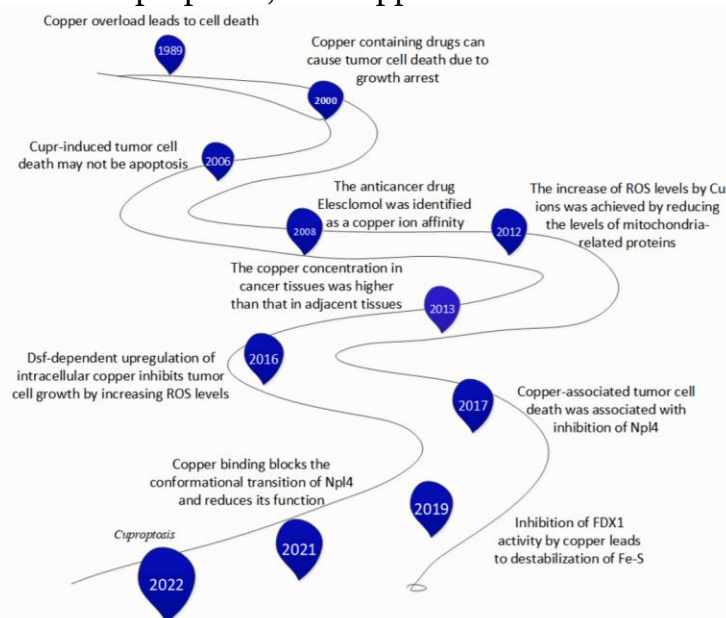 Copper overload leads to cell death
1989
Copper containing drugs can
cause tumor cell death due to
growth arrest
2000
Cupr-induced tumor cell
death may not be apoptosis
2006
The anticancer drug
Elesclomol was identified
as a copper ion affinity
2008
The increase of ROS levels by Cu
ions was achieved by reducing
the levels of mitochondria-
related proteins
2012
The copper concentration in
cancer tissues was higher
than that in adjacent tissues
2013
Dsf-dependent upregulation of
intracellular copper inhibits tumor
cell growth by increasing ROS levels
2016
Copper-associated tumor cell
death was associated with
inhibition of Npl4
2017
Copper binding blocks the
conformational transition of Npl4
and reduces its function
2021
2019
Inhibition of FDX1
activity by copper leads
to destabilization of Fe-S
Cuproptosis
2022